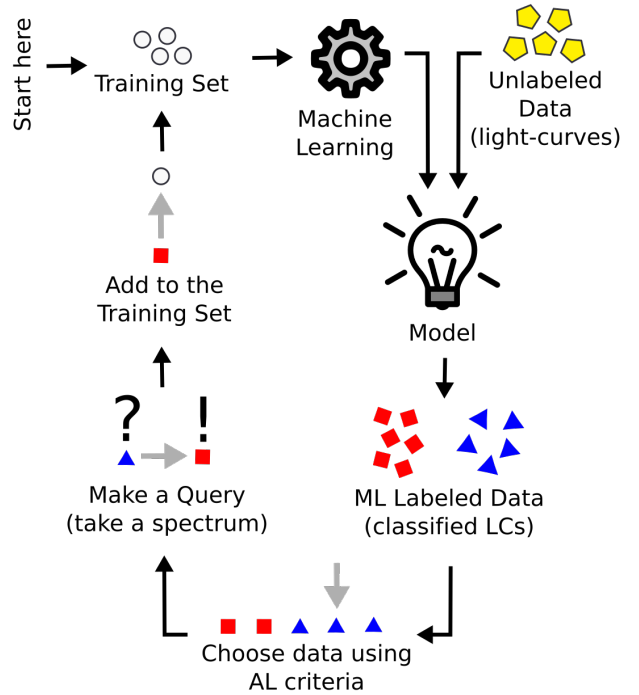 Start here
Training Set
Machine
Learning
Unlabeled
Data
(light-curves)
Model
ML Labeled Data
(classified LCs)
Choose data using
AL criteria
? !
Make a Query
(take a spectrum)
Add to the
Training Set